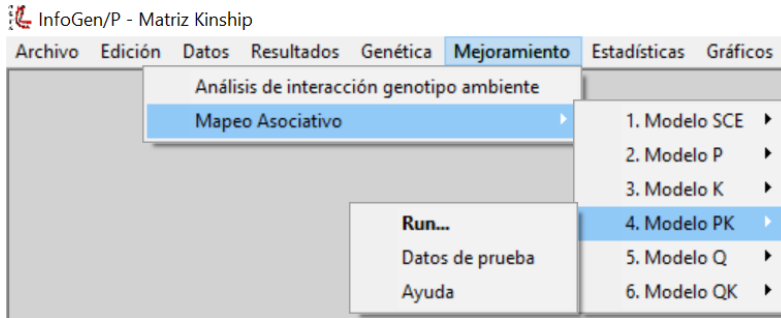 InfoGen/P - Matriz Kinship
Archivo Edición Datos Resultados Genética Mejoramiento Estadísticas Gráficos
Análisis de interacción genotipo ambiente
Mapeo Asociativo
1. Modelo SCE
2. Modelo P
3. Modelo K
4. Modelo PK
5. Modelo Q
6. Modelo QK
Run...
Datos de prueba
Ayuda